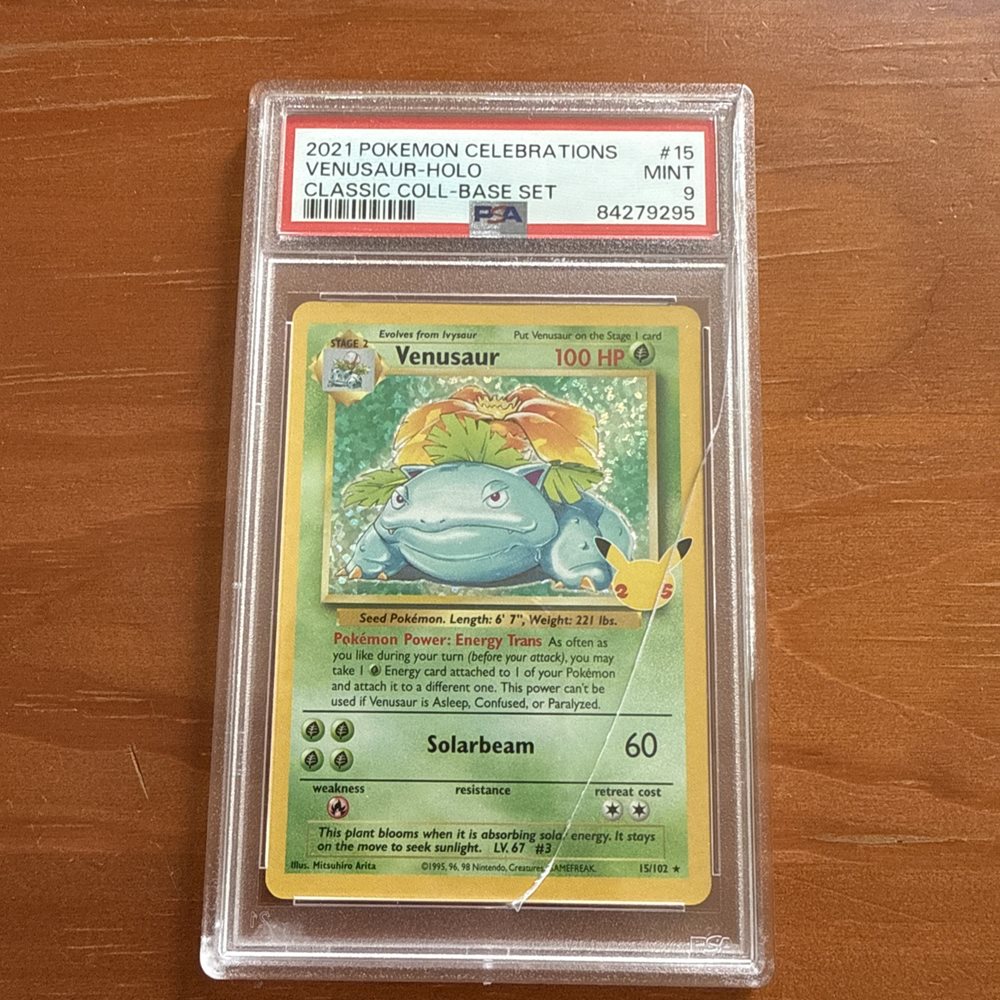 2021 POKEMON CELEBRATIONS #15
VENUSAUR-HOLO MINT
CLASSIC COLL-BASE SET 9
PSA 84279295
Evolves from Ivysaur Put Venusaur on the Stage 1 card
STAGE 2
Venusaur 100 HP
25
Seed Pokémon. Length: 6' 7", Weight: 221 lbs.
Pokémon Power: Energy Trans As often as
you like during your turn (before your attack), you may
take 1 Energy card attached to 1 of your Pokémon
and attach it to a different one. This power can't be
used if Venusaur is Asleep, Confused, or Paralyzed.
Solarbeam 60
weakness resistance retreat cost
This plant blooms when it is absorbing solar energy. It stays
on the move to seek sunlight. LV. 67 #3
Illus. Mitsuhiro Arita ©1995, 96, 98 Nintendo, Creatures, GAMEFREAK. 15/102 ★
PSA